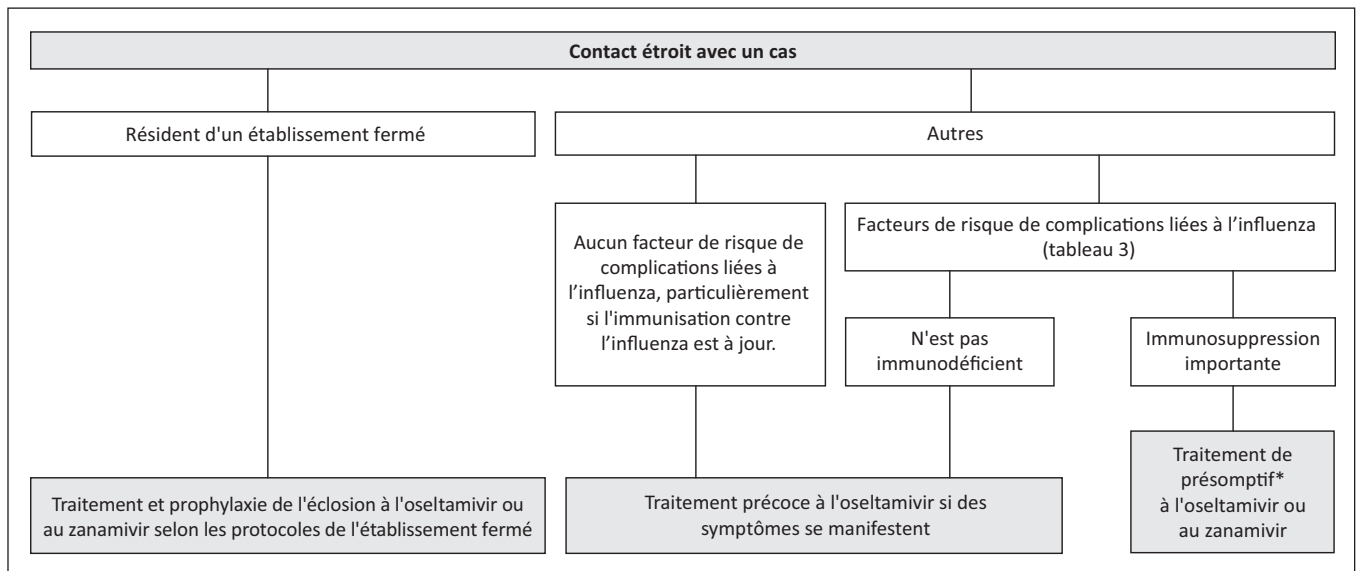 Contact étroit avec un cas
Résident d'un établissement fermé
Autres
Aucun facteur de risque de
complications liées à
l'influenza, particulièrement
si l'immunisation contre
l'influenza est à jour.
Facteurs de risque de complications liées à l'influenza
(tableau 3)
N'est pas
immunodéficient
Immunosuppression
importante
Traitement et prophylaxie de l'éclosion à l'oseltamivir ou
au zanamivir selon les protocoles de l'établissement fermé
Traitement précoce à l'oseltamivir si des
symptômes se manifestent
Traitement de
présomptif*
à l'oseltamivir ou
au zanamivir